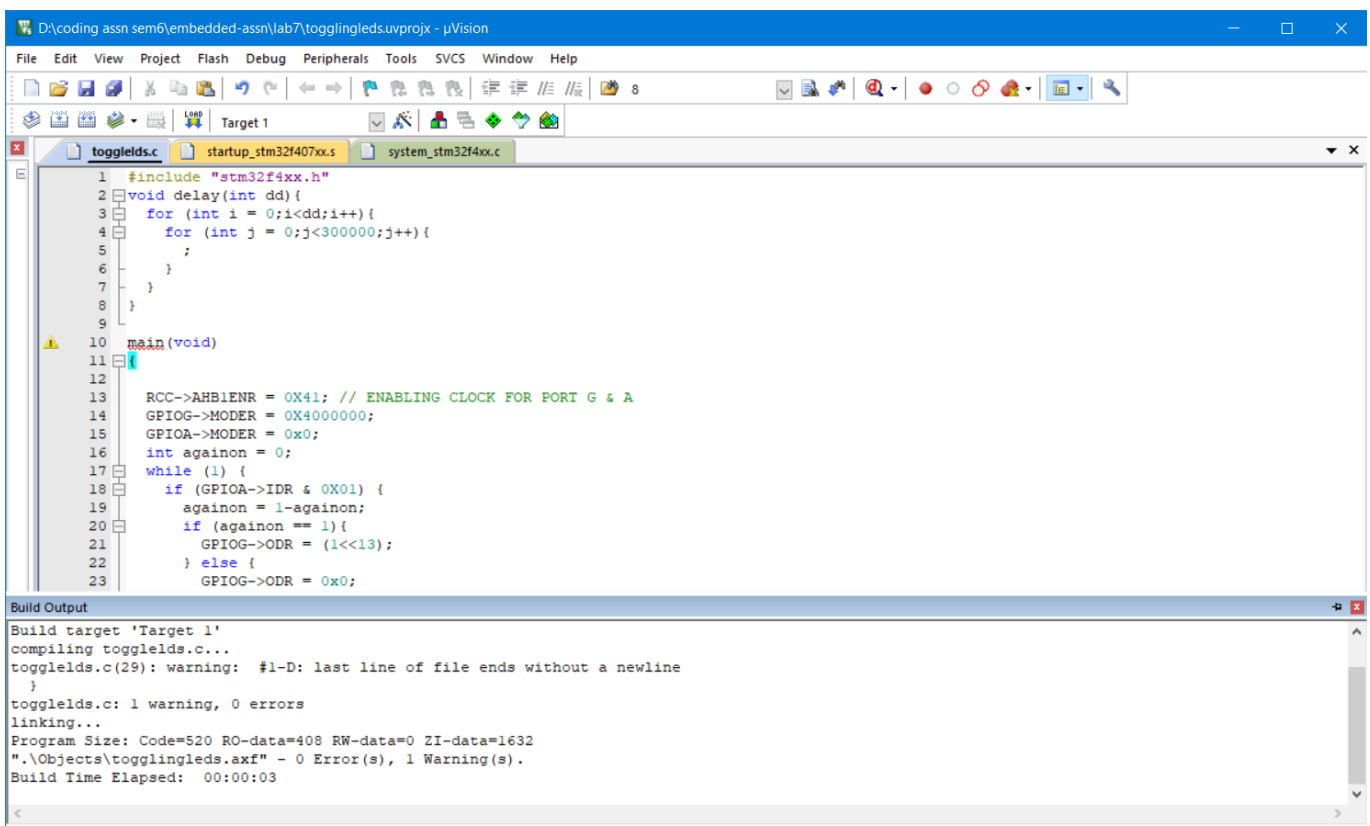 D:\coding assn sem6\embedded-assn\lab7\togglingleds.uvprojx - µVision
File Edit View Project Flash Debug Peripherals Tools SVCS Window Help
8
LOAD Target 1
togglelds.c startup_stm32f407xx.s system_stm32f4xx.c
1 #include "stm32f4xx.h"
2 void delay(int dd){
3 for (int i = 0;i<dd;i++){
4 for (int j = 0;j<300000;j++){
5 ;
6 }
7 }
8 }
9
10 main(void)
11 {
12
13 RCC->AHB1ENR = 0X41; // ENABLING CLOCK FOR PORT G & A
14 GPIOG->MODER = 0X4000000;
15 GPIOA->MODER = 0x0;
16 int againon = 0;
17 while (1) {
18 if (GPIOA->IDR & 0X01) {
19 againon = 1-againon;
20 if (againon == 1){
21 GPIOG->ODR = (1<<13);
22 } else {
23 GPIOG->ODR = 0x0;
Build Output
Build target 'Target 1'
compiling togglelds.c...
togglelds.c(29): warning: #1-D: last line of file ends without a newline
}
togglelds.c: 1 warning, 0 errors
linking...
Program Size: Code=520 RO-data=408 RW-data=0 ZI-data=1632
".\Objects\togglingleds.axf" - 0 Error(s), 1 Warning(s).
Build Time Elapsed: 00:00:03